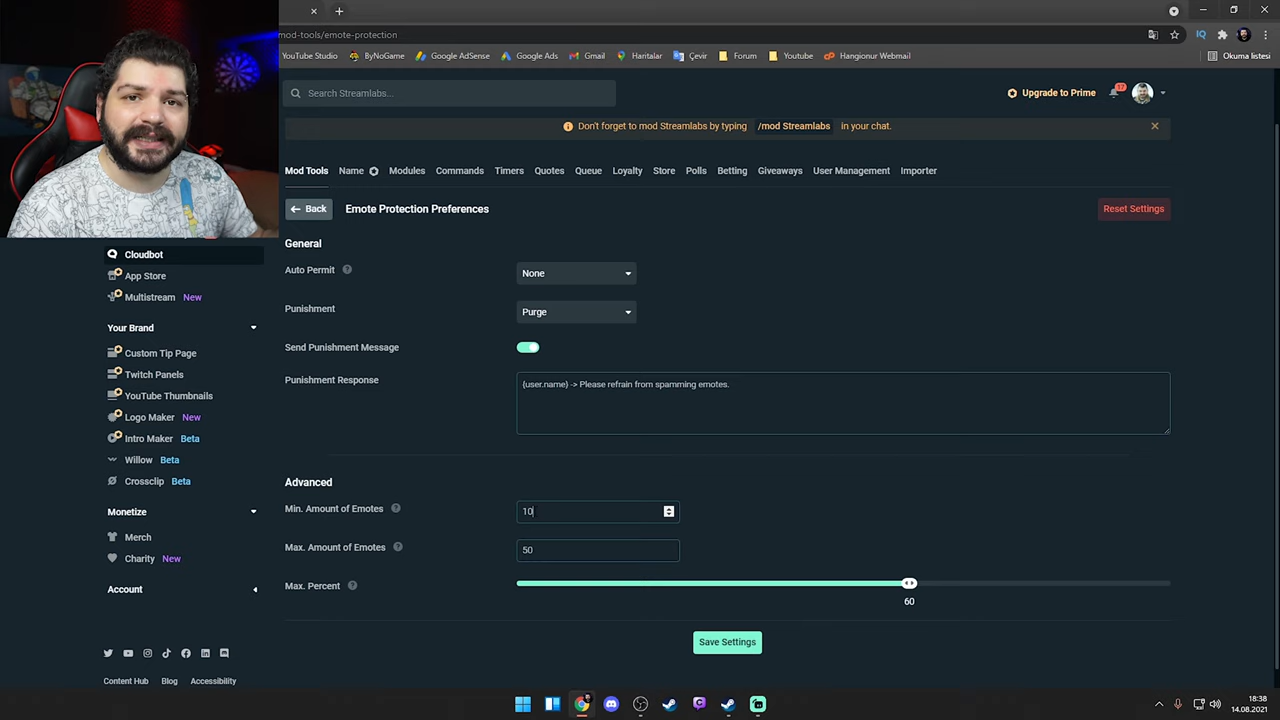 mod-tools/emote-protection
YouTube Studio
ByNoGame
Google AdSense
Google Ads
Gmail
Haritalar
Çevir
Forum
Youtube
Hangionur Webmail
Okuma listesi
Search Streamlabs...
Upgrade to Prime
17
Don't forget to mod Streamlabs by typing /mod Streamlabs in your chat.
Mod Tools
Name
Modules
Commands
Timers
Quotes
Queue
Loyalty
Store
Polls
Betting
Giveaways
User Management
Importer
Back
Emote Protection Preferences
Reset Settings
General
Auto Permit
None
Punishment
Purge
Send Punishment Message
Punishment Response
{user.name} -> Please refrain from spamming emotes.
Advanced
Min. Amount of Emotes
10
Max. Amount of Emotes
50
Max. Percent
60
Save Settings
Cloudbot
App Store
Multistream New
Your Brand
Custom Tip Page
Twitch Panels
YouTube Thumbnails
Logo Maker New
Intro Maker Beta
Willow Beta
Crossclip Beta
Monetize
Merch
Charity New
Account
Content Hub
Blog
Accessibility
18:38
14.08.2021